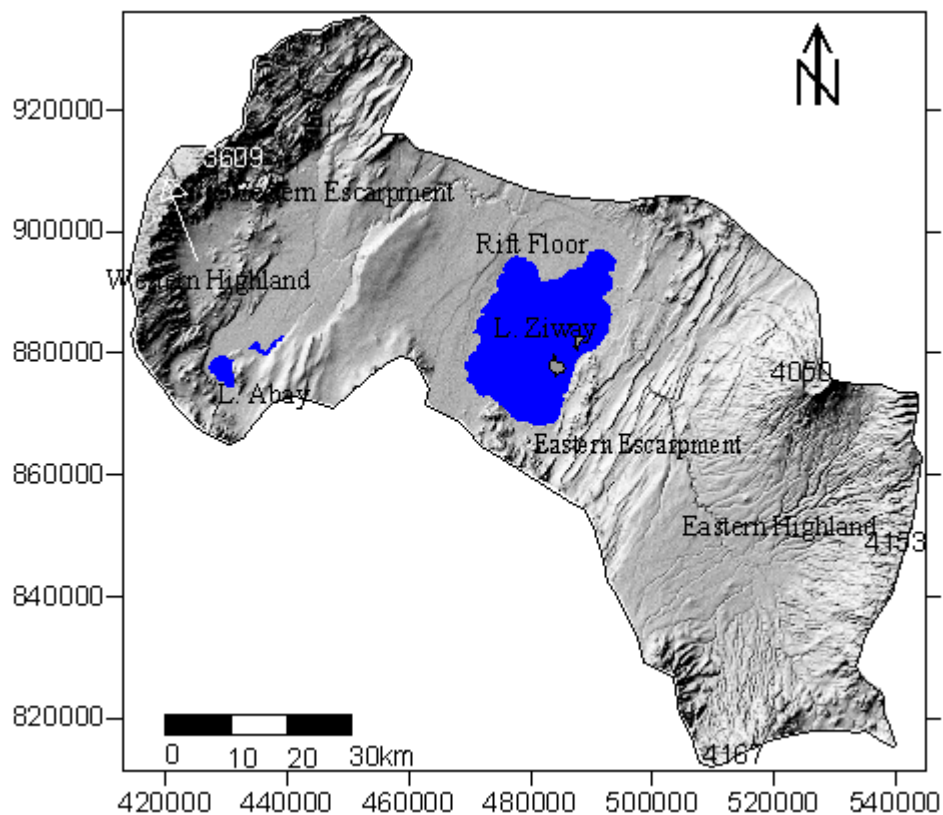 N
920000
3609
Western Escarpment
900000
Rift Floor
Western Highland
L. Ziway
880000
4050
L. Abay
Eastern Escarpment
860000
Eastern Highland
4153
840000
820000
4167
0 10 20 30km
420000 440000 460000 480000 500000 520000 540000